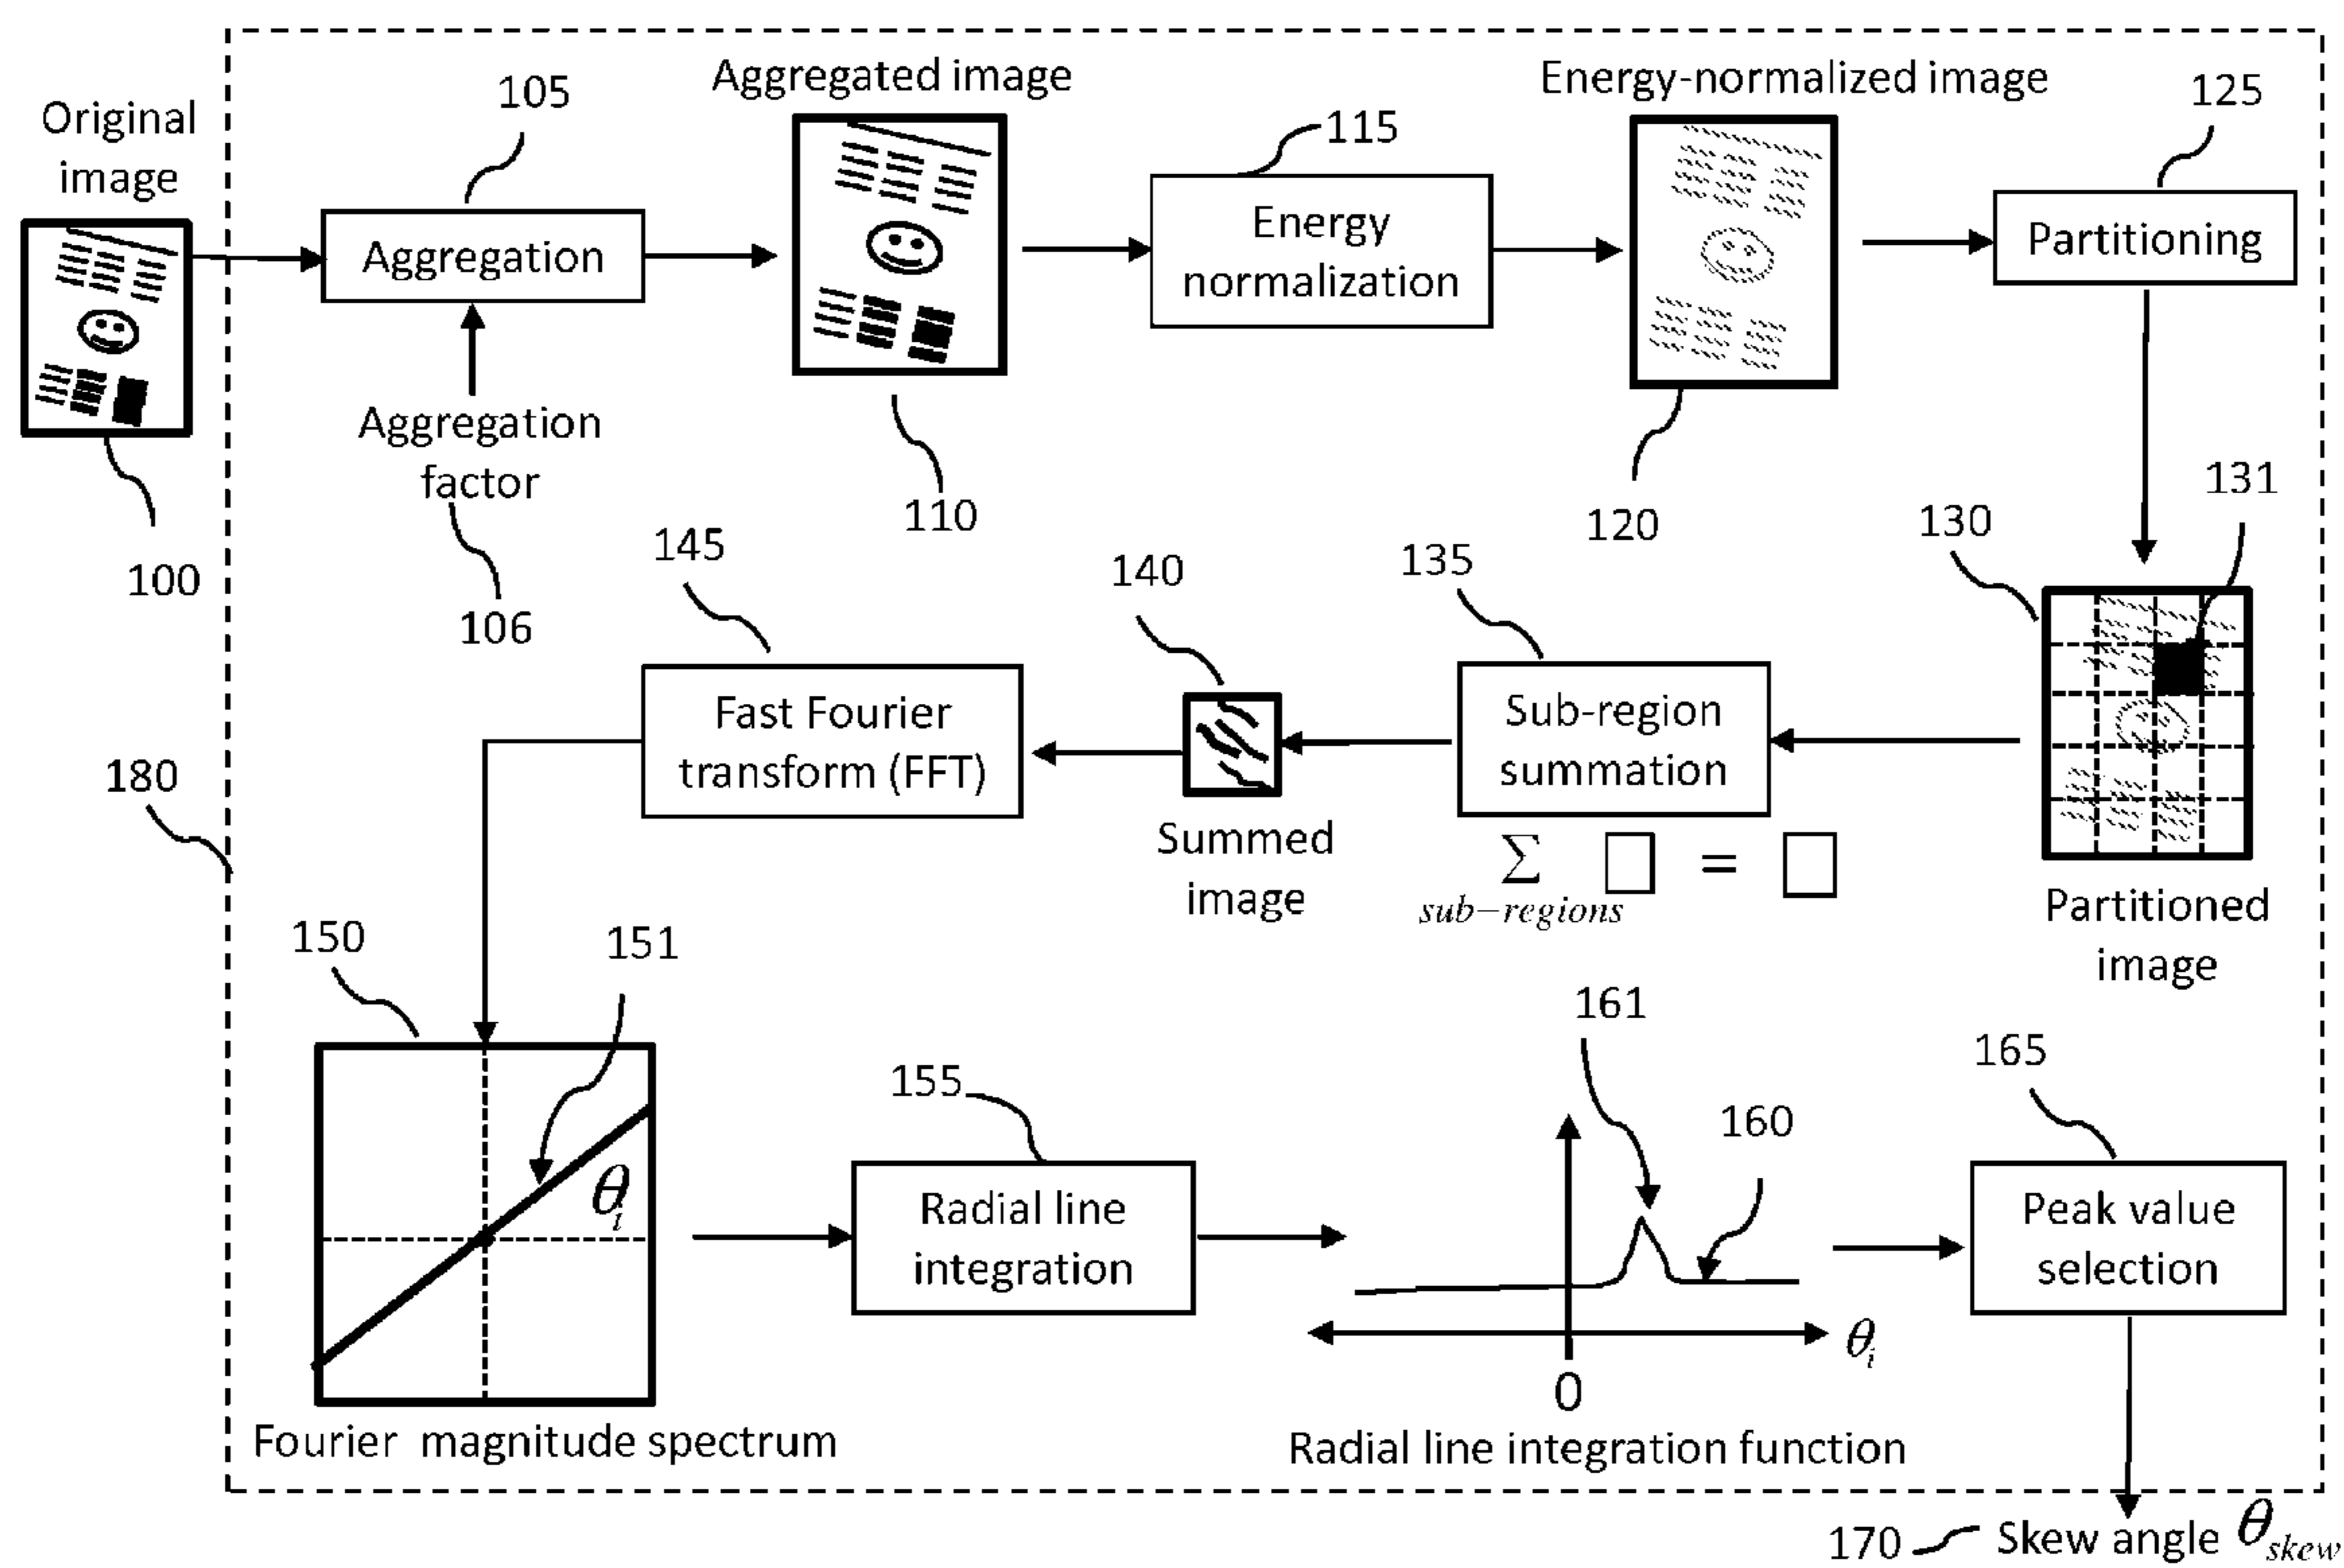 Original
image
100
105
Aggregation
Aggregation
factor
106
Aggregated image
110
115
Energy
normalization
Energy-normalized image
120
125
Partitioning
130
131
Partitioned
image
135
Sub-region
summation
∑ □ = □
sub−regions
140
Summed
image
145
Fast Fourier
transform (FFT)
180
150
151
θi
Fourier magnitude spectrum
155
Radial line
integration
161
160
0
θi
Radial line integration function
165
Peak value
selection
170
Skew angle θskew